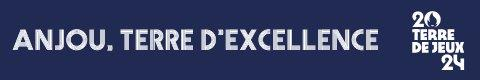 ANJOU, TERRE D'EXCELLENCE
20
TERRE
DE JEUX
24